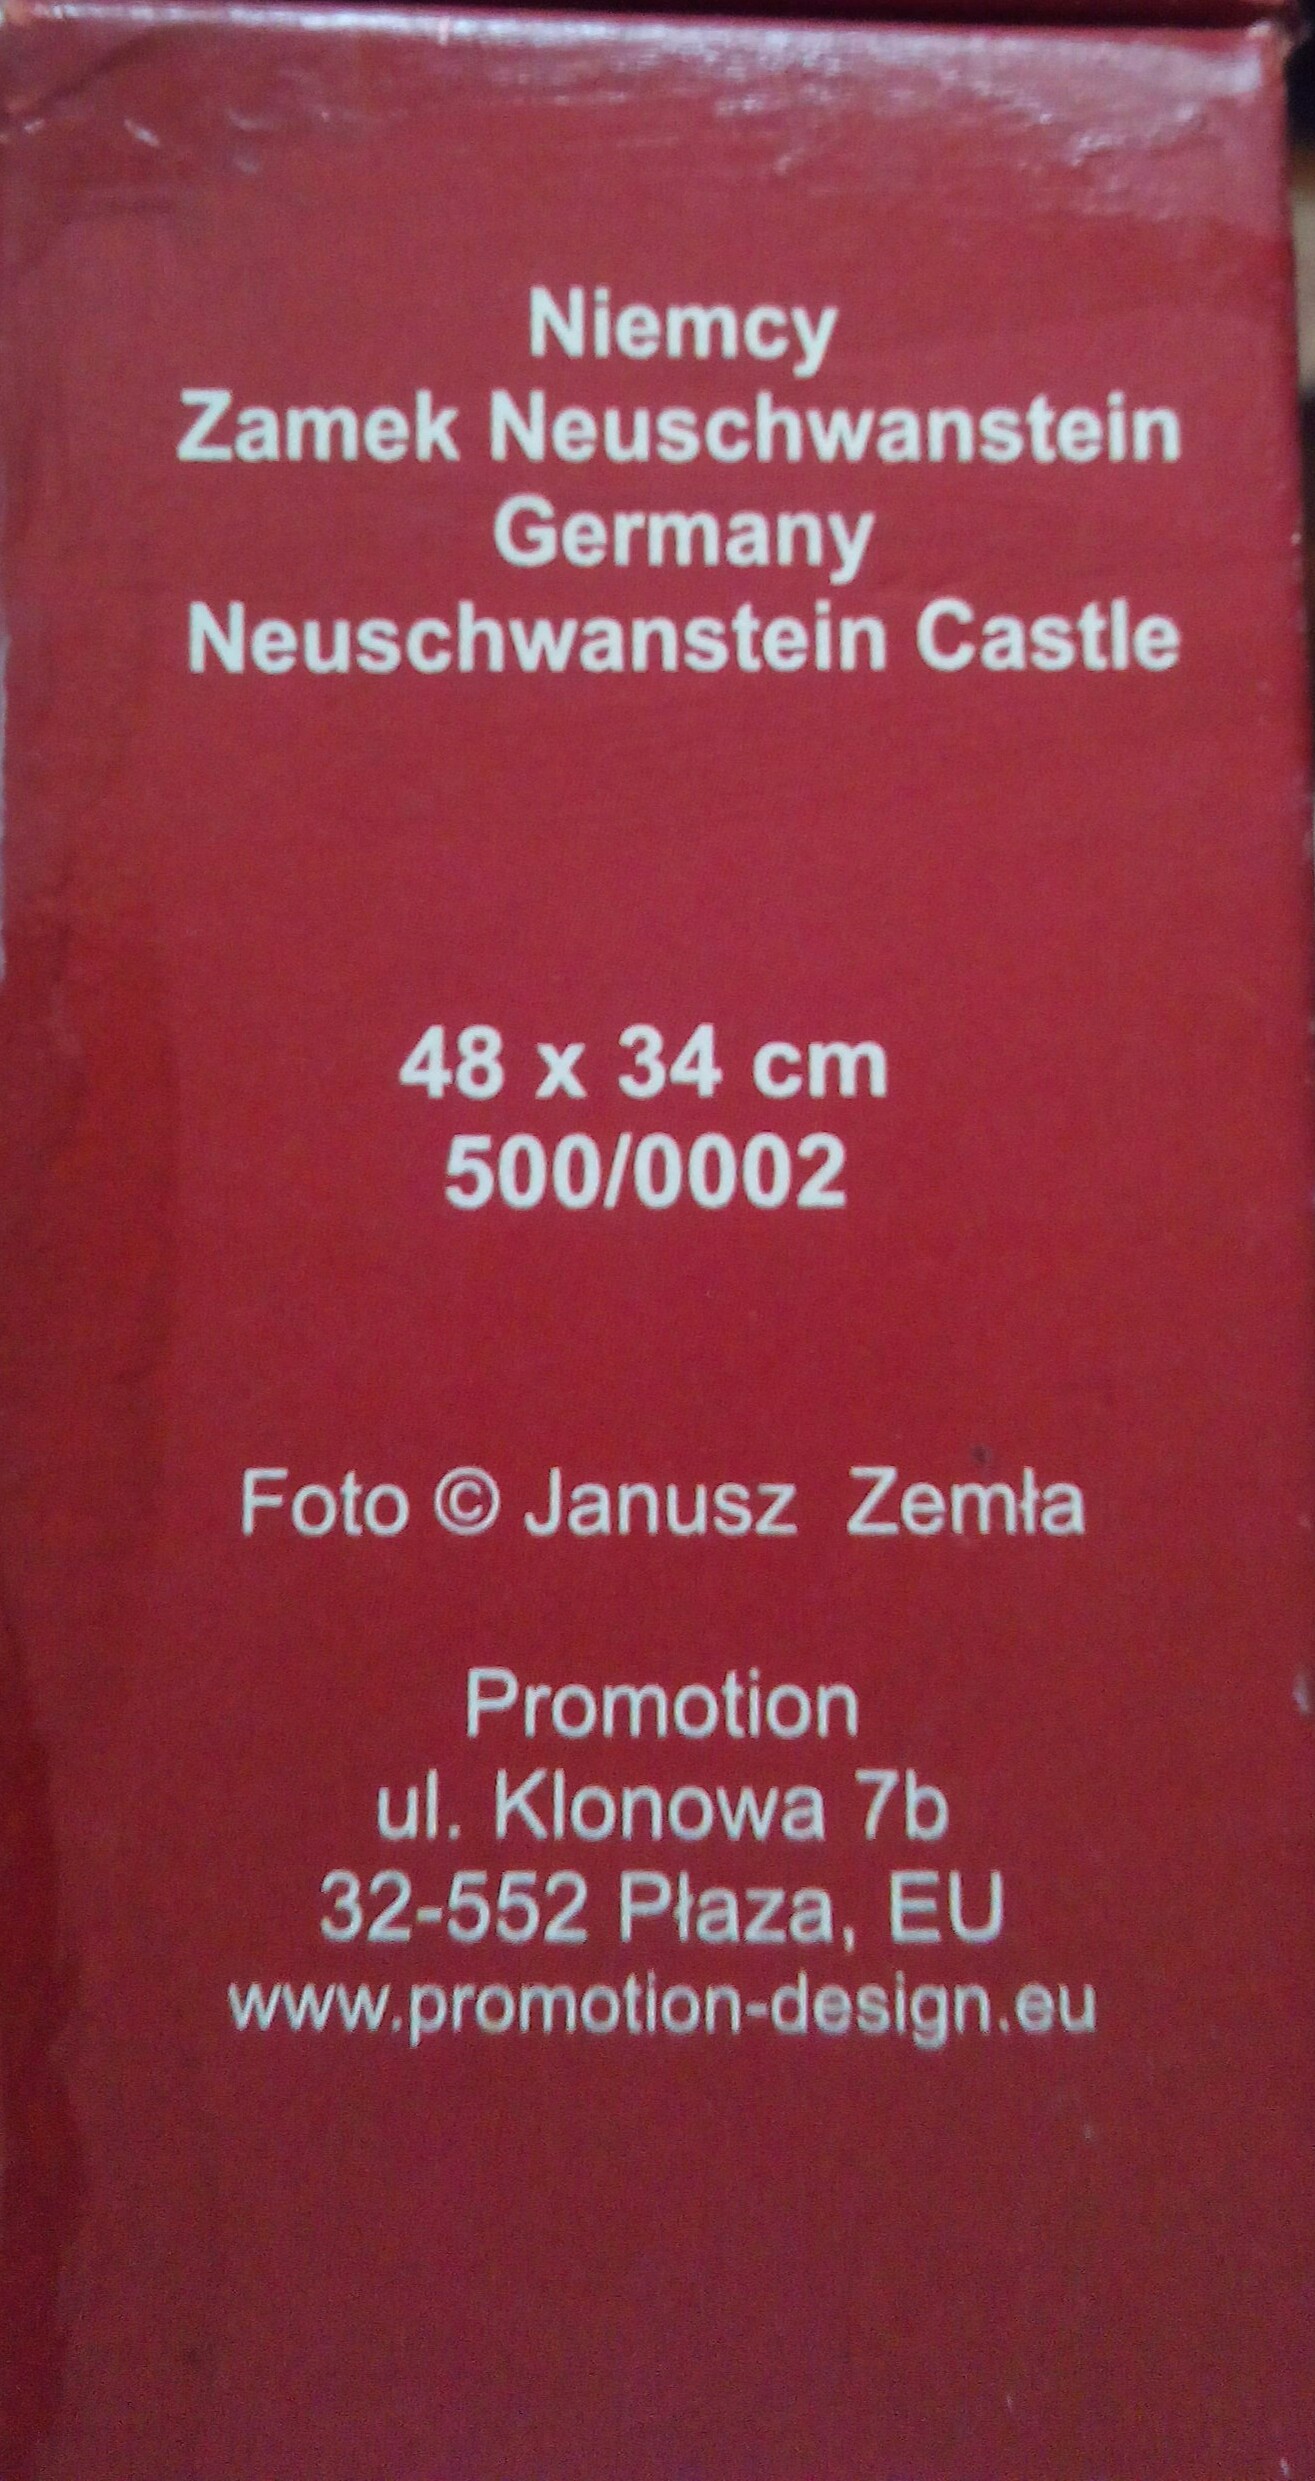 Niemcy
Zamek Neuschwanstein
Germany
Neuschwanstein Castle
48 x 34 cm
500/0002
Foto © Janusz Zemła
Promotion
ul. Klonowa 7b
32-552 Płaza, EU
www.promotion-design.eu